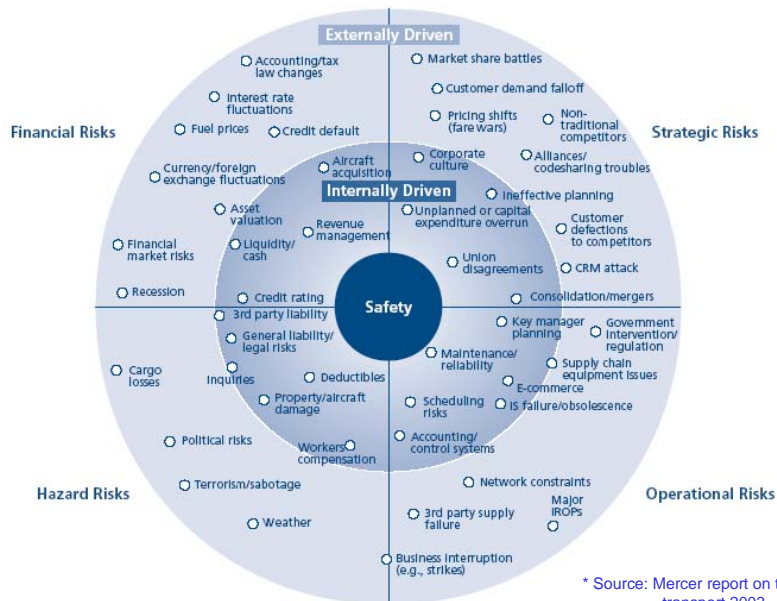 Externally Driven
Accounting/tax
law changes
Interest rate
fluctuations
Fuel prices
Credit default
Financial Risks
Currency/foreign
exchange fluctuations
Aircraft
acquisition
Asset
valuation
Revenue
management
Financial
market risks
Liquidity/
cash
Recession
Credit rating
Market share battles
Customer demand falloff
Pricing shifts
(fare wars)
Non-
traditional
competitors
Strategic Risks
Corporate
culture
Alliances/
codesharing troubles
Internally Driven
Ineffective planning
Unplanned or capital
expenditure overrun
Customer
defections
to competitors
Union
disagreements
CRM attack
Consolidation/mergers
Safety
3rd party liability
General liability/
legal risks
Cargo
losses
Inquiries
Deductibles
Property/aircraft
damage
Political risks
Workers
compensation
Hazard Risks
Terrorism/sabotage
Weather
Key manager
planning
Government
Intervention/
regulation
Maintenance/
reliability
Supply chain
equipment issues
E-commerce
Scheduling
risks
IS failure/obsolescence
Accounting/
control systems
Network constraints
Operational Risks
3rd party supply
failure
Major
IROPs
Business interruption
(e.g., strikes)
* Source: Mercer report on
transport 2003